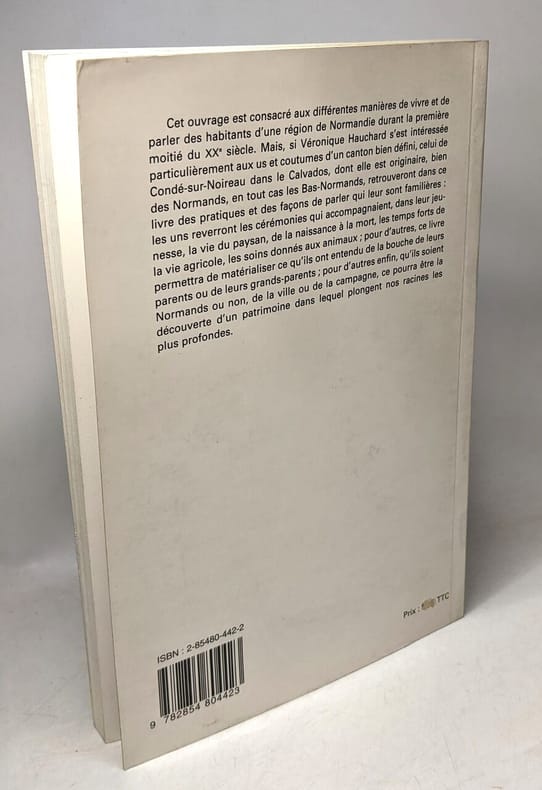 Cet ouvrage est consacré aux différentes manières de vivre et de
parler des habitants d'une région de Normandie durant la première
moitié du XXe siècle. Mais, si Véronique Hauchard s'est intéressée
particulièrement aux us et coutumes d'un canton bien défini, celui de
Condé-sur-Noireau dans le Calvados, dont elle est originaire, bien
des Normands, en tout cas les Bas-Normands, retrouveront dans ce
livre des pratiques et des façons de parler qui leur sont familières :
les uns reverront les cérémonies qui accompagnaient, dans leur jeu-
nesse, la vie du paysan, de la naissance à la mort, les temps forts de
la vie agricole, les soins donnés aux animaux ; pour d'autres, ce livre
permettra de matérialiser ce qu'ils ont entendu de la bouche de leurs
parents ou de leurs grands-parents ; pour d'autres enfin, qu'ils soient
Normands ou non, de la ville ou de la campagne, ce pourra être la
découverte d'un patrimoine dans lequel plongent nos racines les
plus profondes.
Prix : TTC
ISBN : 2-85480-442-2
9 782854 804423